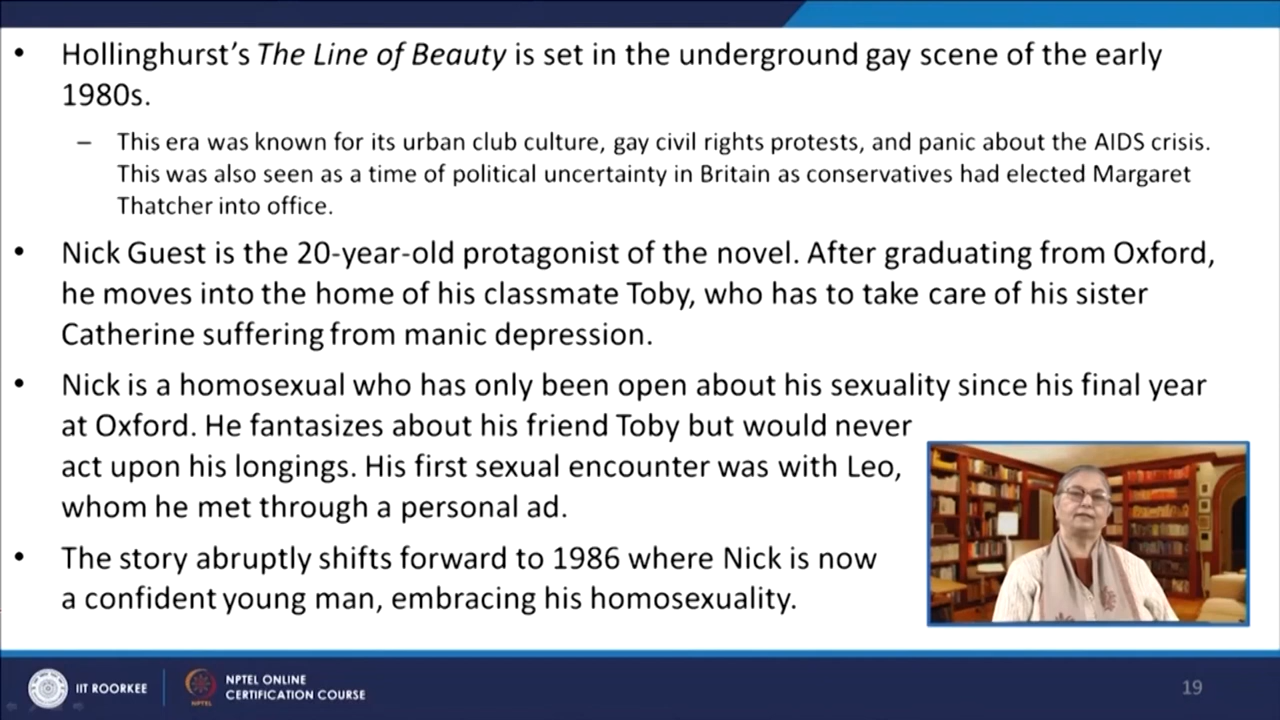 • Hollinghurst's The Line of Beauty is set in the underground gay scene of the early
1980s.
– This era was known for its urban club culture, gay civil rights protests, and panic about the AIDS crisis.
This was also seen as a time of political uncertainty in Britain as conservatives had elected Margaret
Thatcher into office.
• Nick Guest is the 20-year-old protagonist of the novel. After graduating from Oxford,
he moves into the home of his classmate Toby, who has to take care of his sister
Catherine suffering from manic depression.
• Nick is a homosexual who has only been open about his sexuality since his final year
at Oxford. He fantasizes about his friend Toby but would never
act upon his longings. His first sexual encounter was with Leo,
whom he met through a personal ad.
• The story abruptly shifts forward to 1986 where Nick is now
a confident young man, embracing his homosexuality.
IIT ROORKEE
NPTEL
NPTEL ONLINE
CERTIFICATION COURSE
19